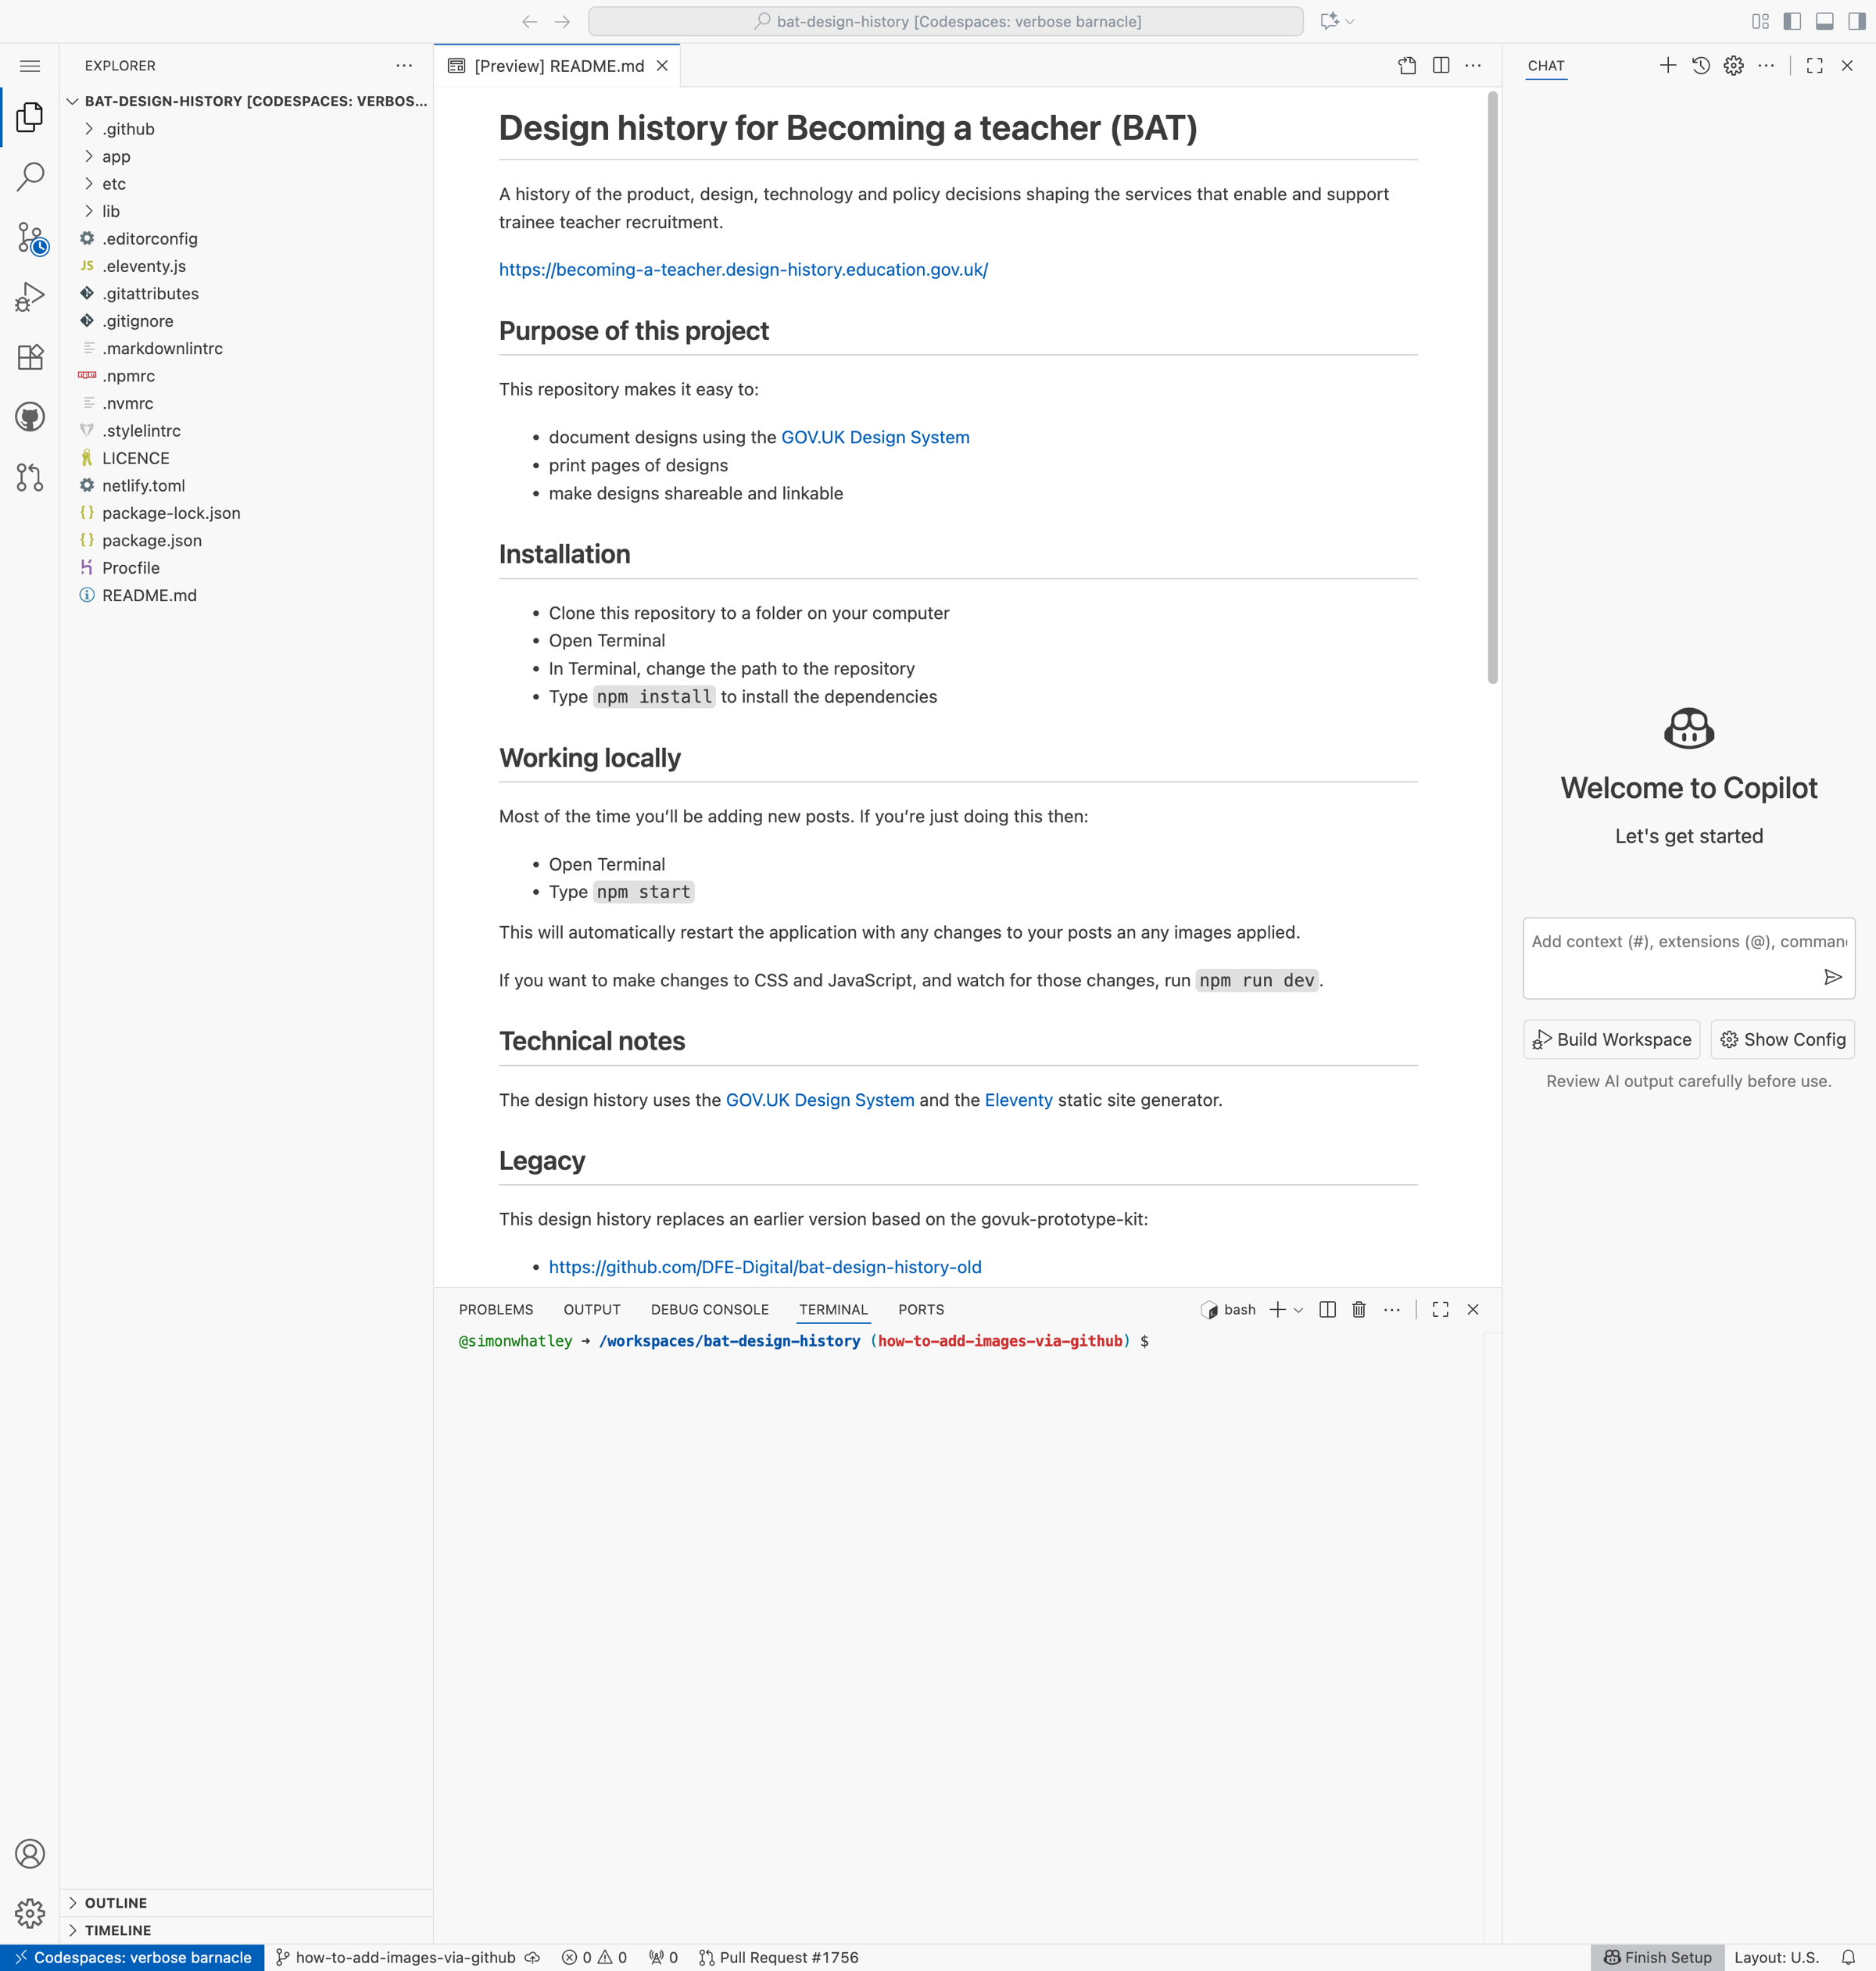 bat-design-history [Codespaces: verbose barnacle]
EXPLORER
BAT-DESIGN-HISTORY [CODESPACES: VERBOS...
.github
app
etc
lib
.editorconfig
JS .eleventy.js
.gitattributes
.gitignore
.markdownlintrc
.npmrc
.nvmrc
.stylelintrc
LICENCE
netlify.toml
{} package-lock.json
{} package.json
Procfile
README.md
OUTLINE
TIMELINE
[Preview] README.md
Design history for Becoming a teacher (BAT)
A history of the product, design, technology and policy decisions shaping the services that enable and support
trainee teacher recruitment.
https://becoming-a-teacher.design-history.education.gov.uk/
Purpose of this project
This repository makes it easy to:
• document designs using the GOV.UK Design System
• print pages of designs
• make designs shareable and linkable
Installation
• Clone this repository to a folder on your computer
• Open Terminal
• In Terminal, change the path to the repository
• Type npm install to install the dependencies
Working locally
Most of the time you’ll be adding new posts. If you’re just doing this then:
• Open Terminal
• Type npm start
This will automatically restart the application with any changes to your posts an any images applied.
If you want to make changes to CSS and JavaScript, and watch for those changes, run npm run dev.
Technical notes
The design history uses the GOV.UK Design System and the Eleventy static site generator.
Legacy
This design history replaces an earlier version based on the govuk-prototype-kit:
• https://github.com/DFE-Digital/bat-design-history-old
PROBLEMS OUTPUT DEBUG CONSOLE TERMINAL PORTS bash
@simonwhatley → /workspaces/bat-design-history (how-to-add-images-via-github) $
CHAT
Welcome to Copilot
Let's get started
Add context (#), extensions (@), comman
Build Workspace Show Config
Review AI output carefully before use.
Codespaces: verbose barnacle how-to-add-images-via-github 0 0 0 Pull Request #1756 Finish Setup Layout: U.S.